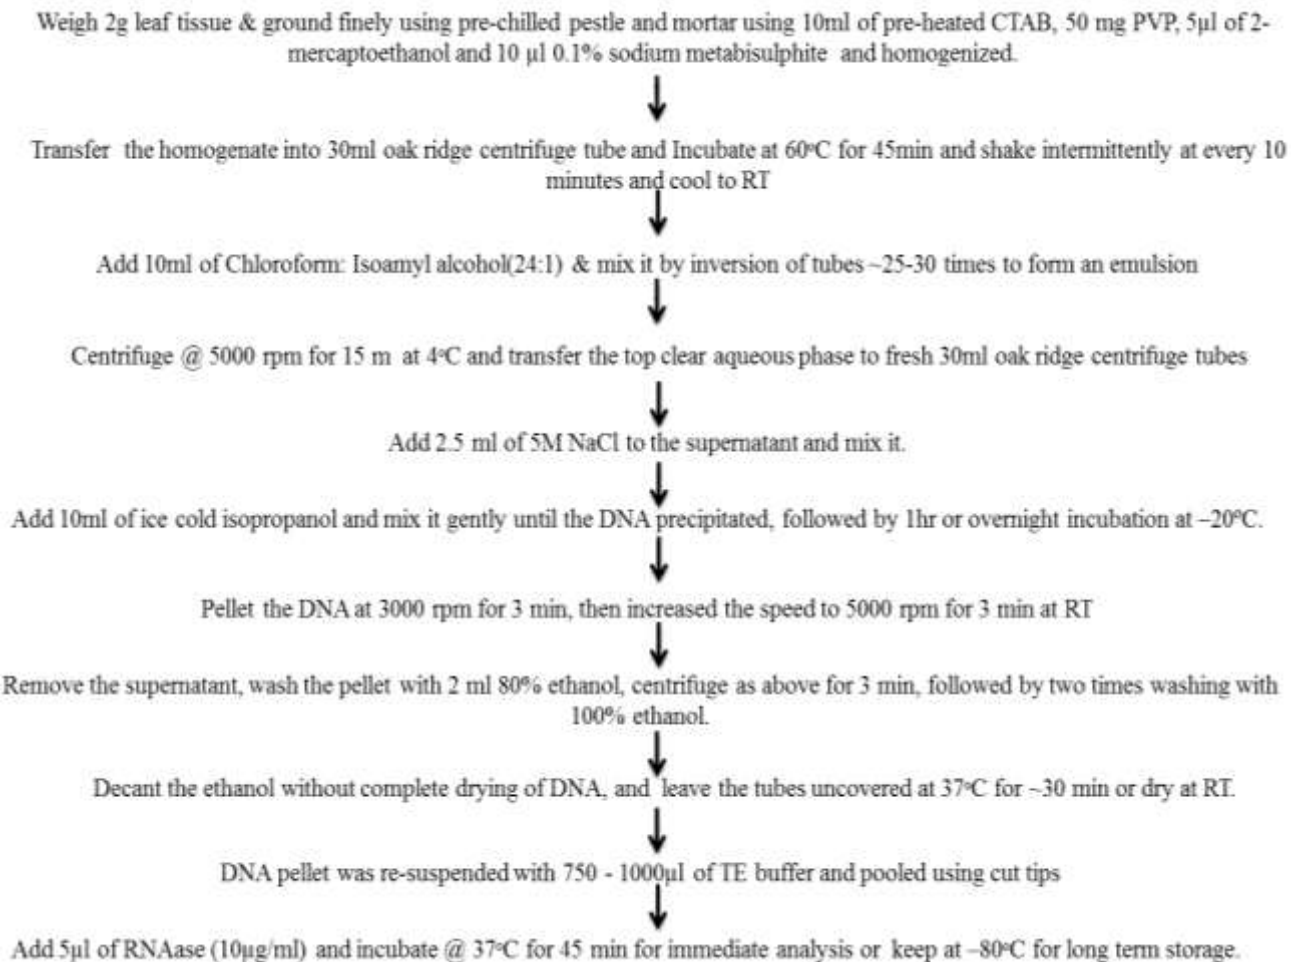 Weigh 2g leaf tissue & ground finely using pre-chilled pestle and mortar using 10ml of pre-heated CTAB, 50 mg PVP, 5µl of 2-
mercaptoethanol and 10 µl 0.1% sodium metabisulphite and homogenized.
Transfer the homogenate into 30ml oak ridge centrifuge tube and Incubate at 60ºC for 45min and shake intermittently at every 10
minutes and cool to RT
Add 10ml of Chloroform: Isoamyl alcohol(24:1) & mix it by inversion of tubes ~25-30 times to form an emulsion
Centrifuge @ 5000 rpm for 15 m at 4ºC and transfer the top clear aqueous phase to fresh 30ml oak ridge centrifuge tubes
Add 2.5 ml of 5M NaCl to the supernatant and mix it.
Add 10ml of ice cold isopropanol and mix it gently until the DNA precipitated, followed by 1hr or overnight incubation at –20ºC.
Pellet the DNA at 3000 rpm for 3 min, then increased the speed to 5000 rpm for 3 min at RT
Remove the supernatant, wash the pellet with 2 ml 80% ethanol, centrifuge as above for 3 min, followed by two times washing with
100% ethanol.
Decant the ethanol without complete drying of DNA, and leave the tubes uncovered at 37ºC for ~30 min or dry at RT.
DNA pellet was re-suspended with 750 - 1000µl of TE buffer and pooled using cut tips
Add 5µl of RNAase (10µg/ml) and incubate @ 37ºC for 45 min for immediate analysis or keep at –80ºC for long term storage.